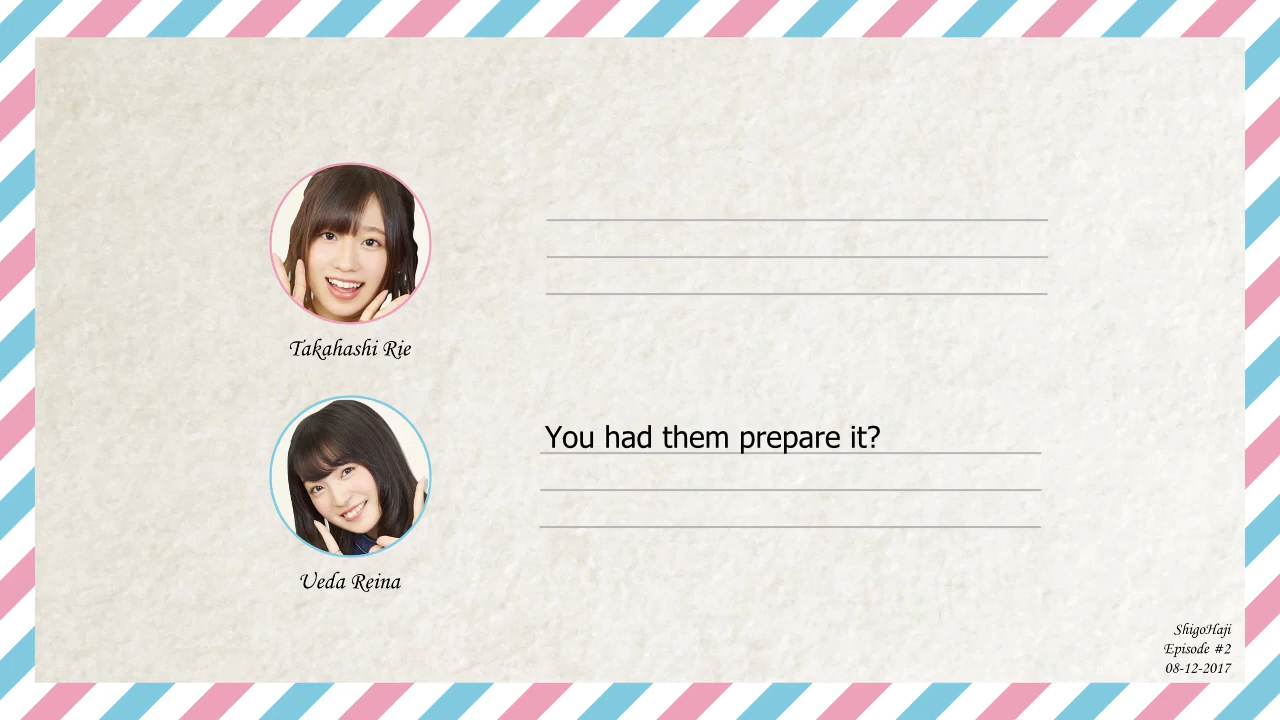 Takahashi Rie
You had them prepare it?
Ueda Reina
ShigoHaji
Episode #2
08-12-2017